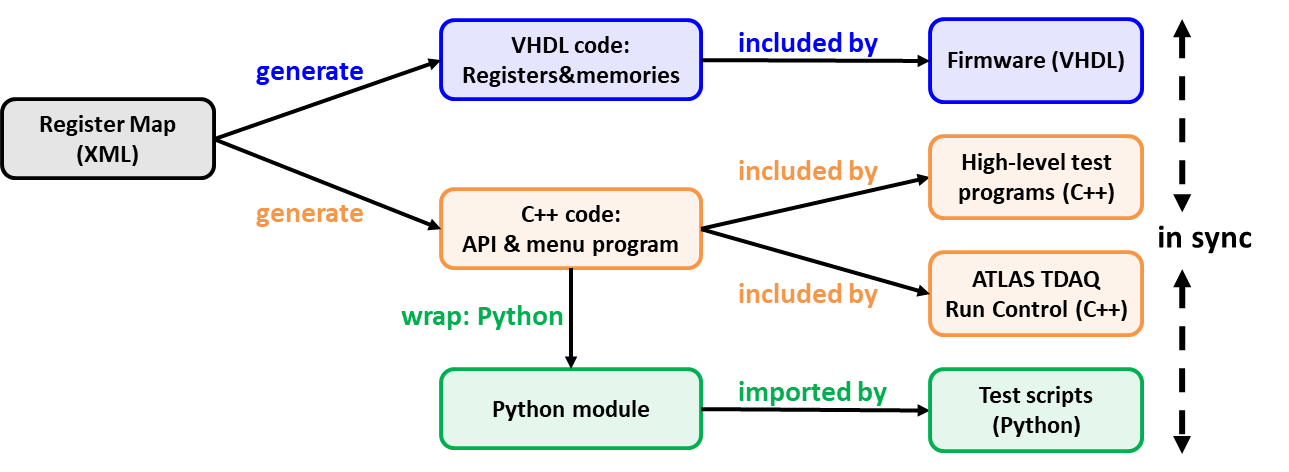 generate
VHDL code:
Registers&memories
included by
Firmware (VHDL)
Register Map
(XML)
generate
C++ code:
API & menu program
included by
High-level test
programs (C++)
included by
ATLAS TDAQ
Run Control (C++)
in sync
wrap: Python
Python module
imported by
Test scripts
(Python)